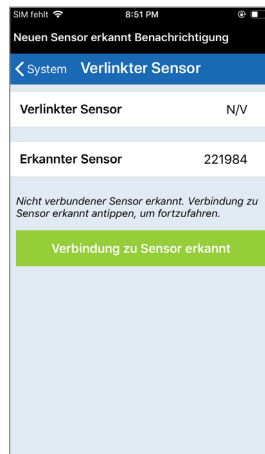 SIM fehlt 8:51 PM
Neuen Sensor erkannt Benachrichtigung
System Verlinkter Sensor
Verlinkter Sensor N/V
Erkannter Sensor 221984
Nicht verbundener Sensor erkannt. Verbindung zu
Sensor erkannt antippen, um fortzufahren.
Verbindung zu Sensor erkannt